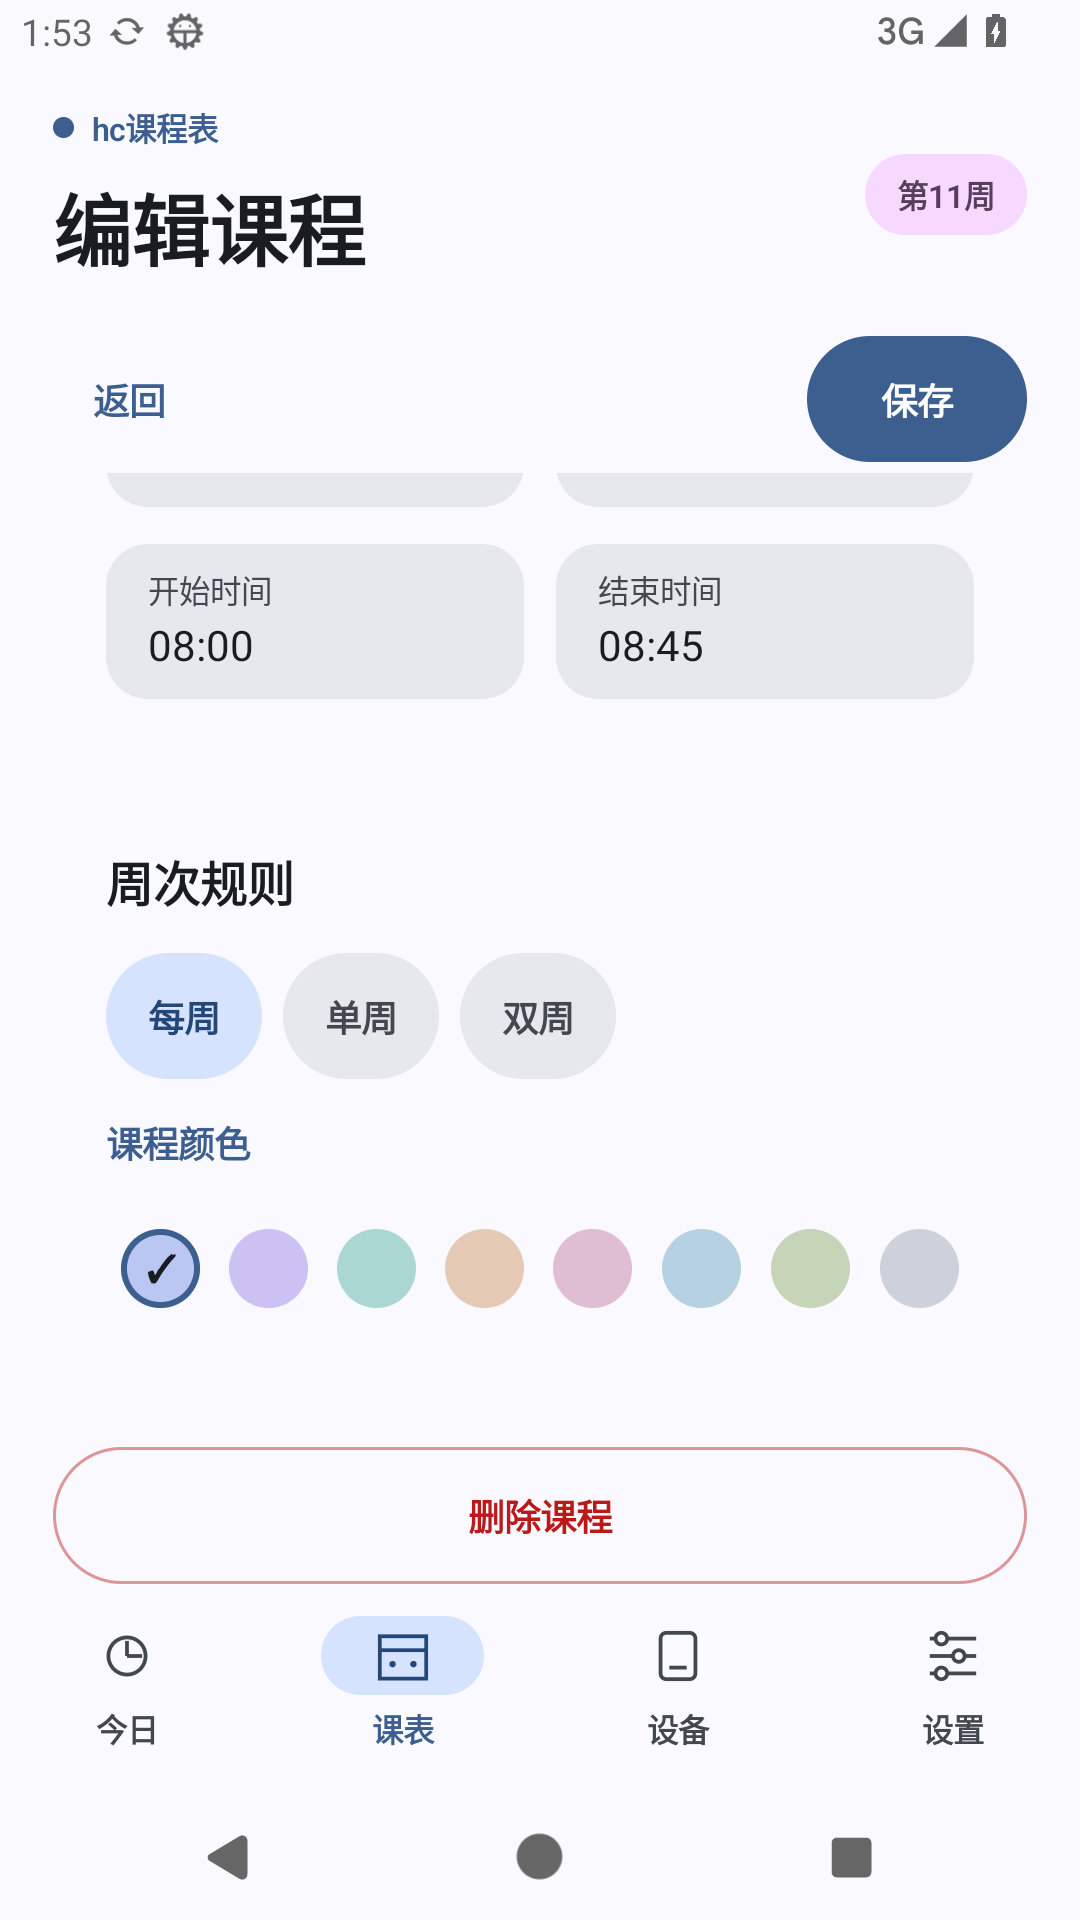 1:53
3G
hc课程表
编辑课程
第11周
返回
保存
开始时间
08:00
结束时间
08:45
周次规则
每周
单周
双周
课程颜色
✓
删除课程
今日
课表
设备
设置